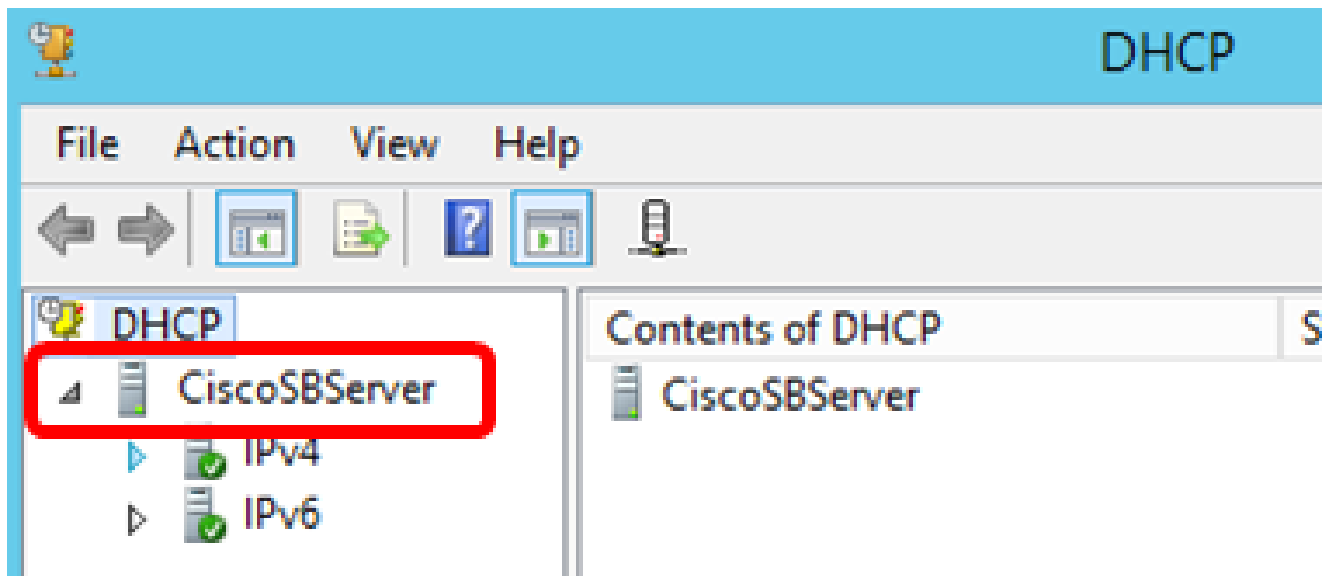 DHCP
File Action View Help
DHCP
CiscoSBServer
IPv4
IPv6
Contents of DHCP S
CiscoSBServer